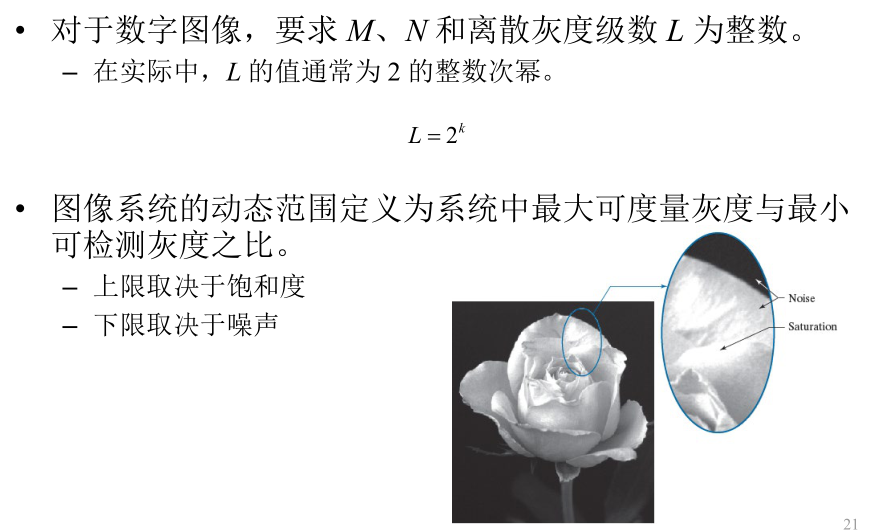 • 对于数字图像，要求 M、N 和离散灰度级数 L 为整数。
– 在实际中，L 的值通常为 2 的整数次幂。
L = 2^k
• 图像系统的动态范围定义为系统中最大可度量灰度与最小
可检测灰度之比。
– 上限取决于饱和度
– 下限取决于噪声
Noise
Saturation
21